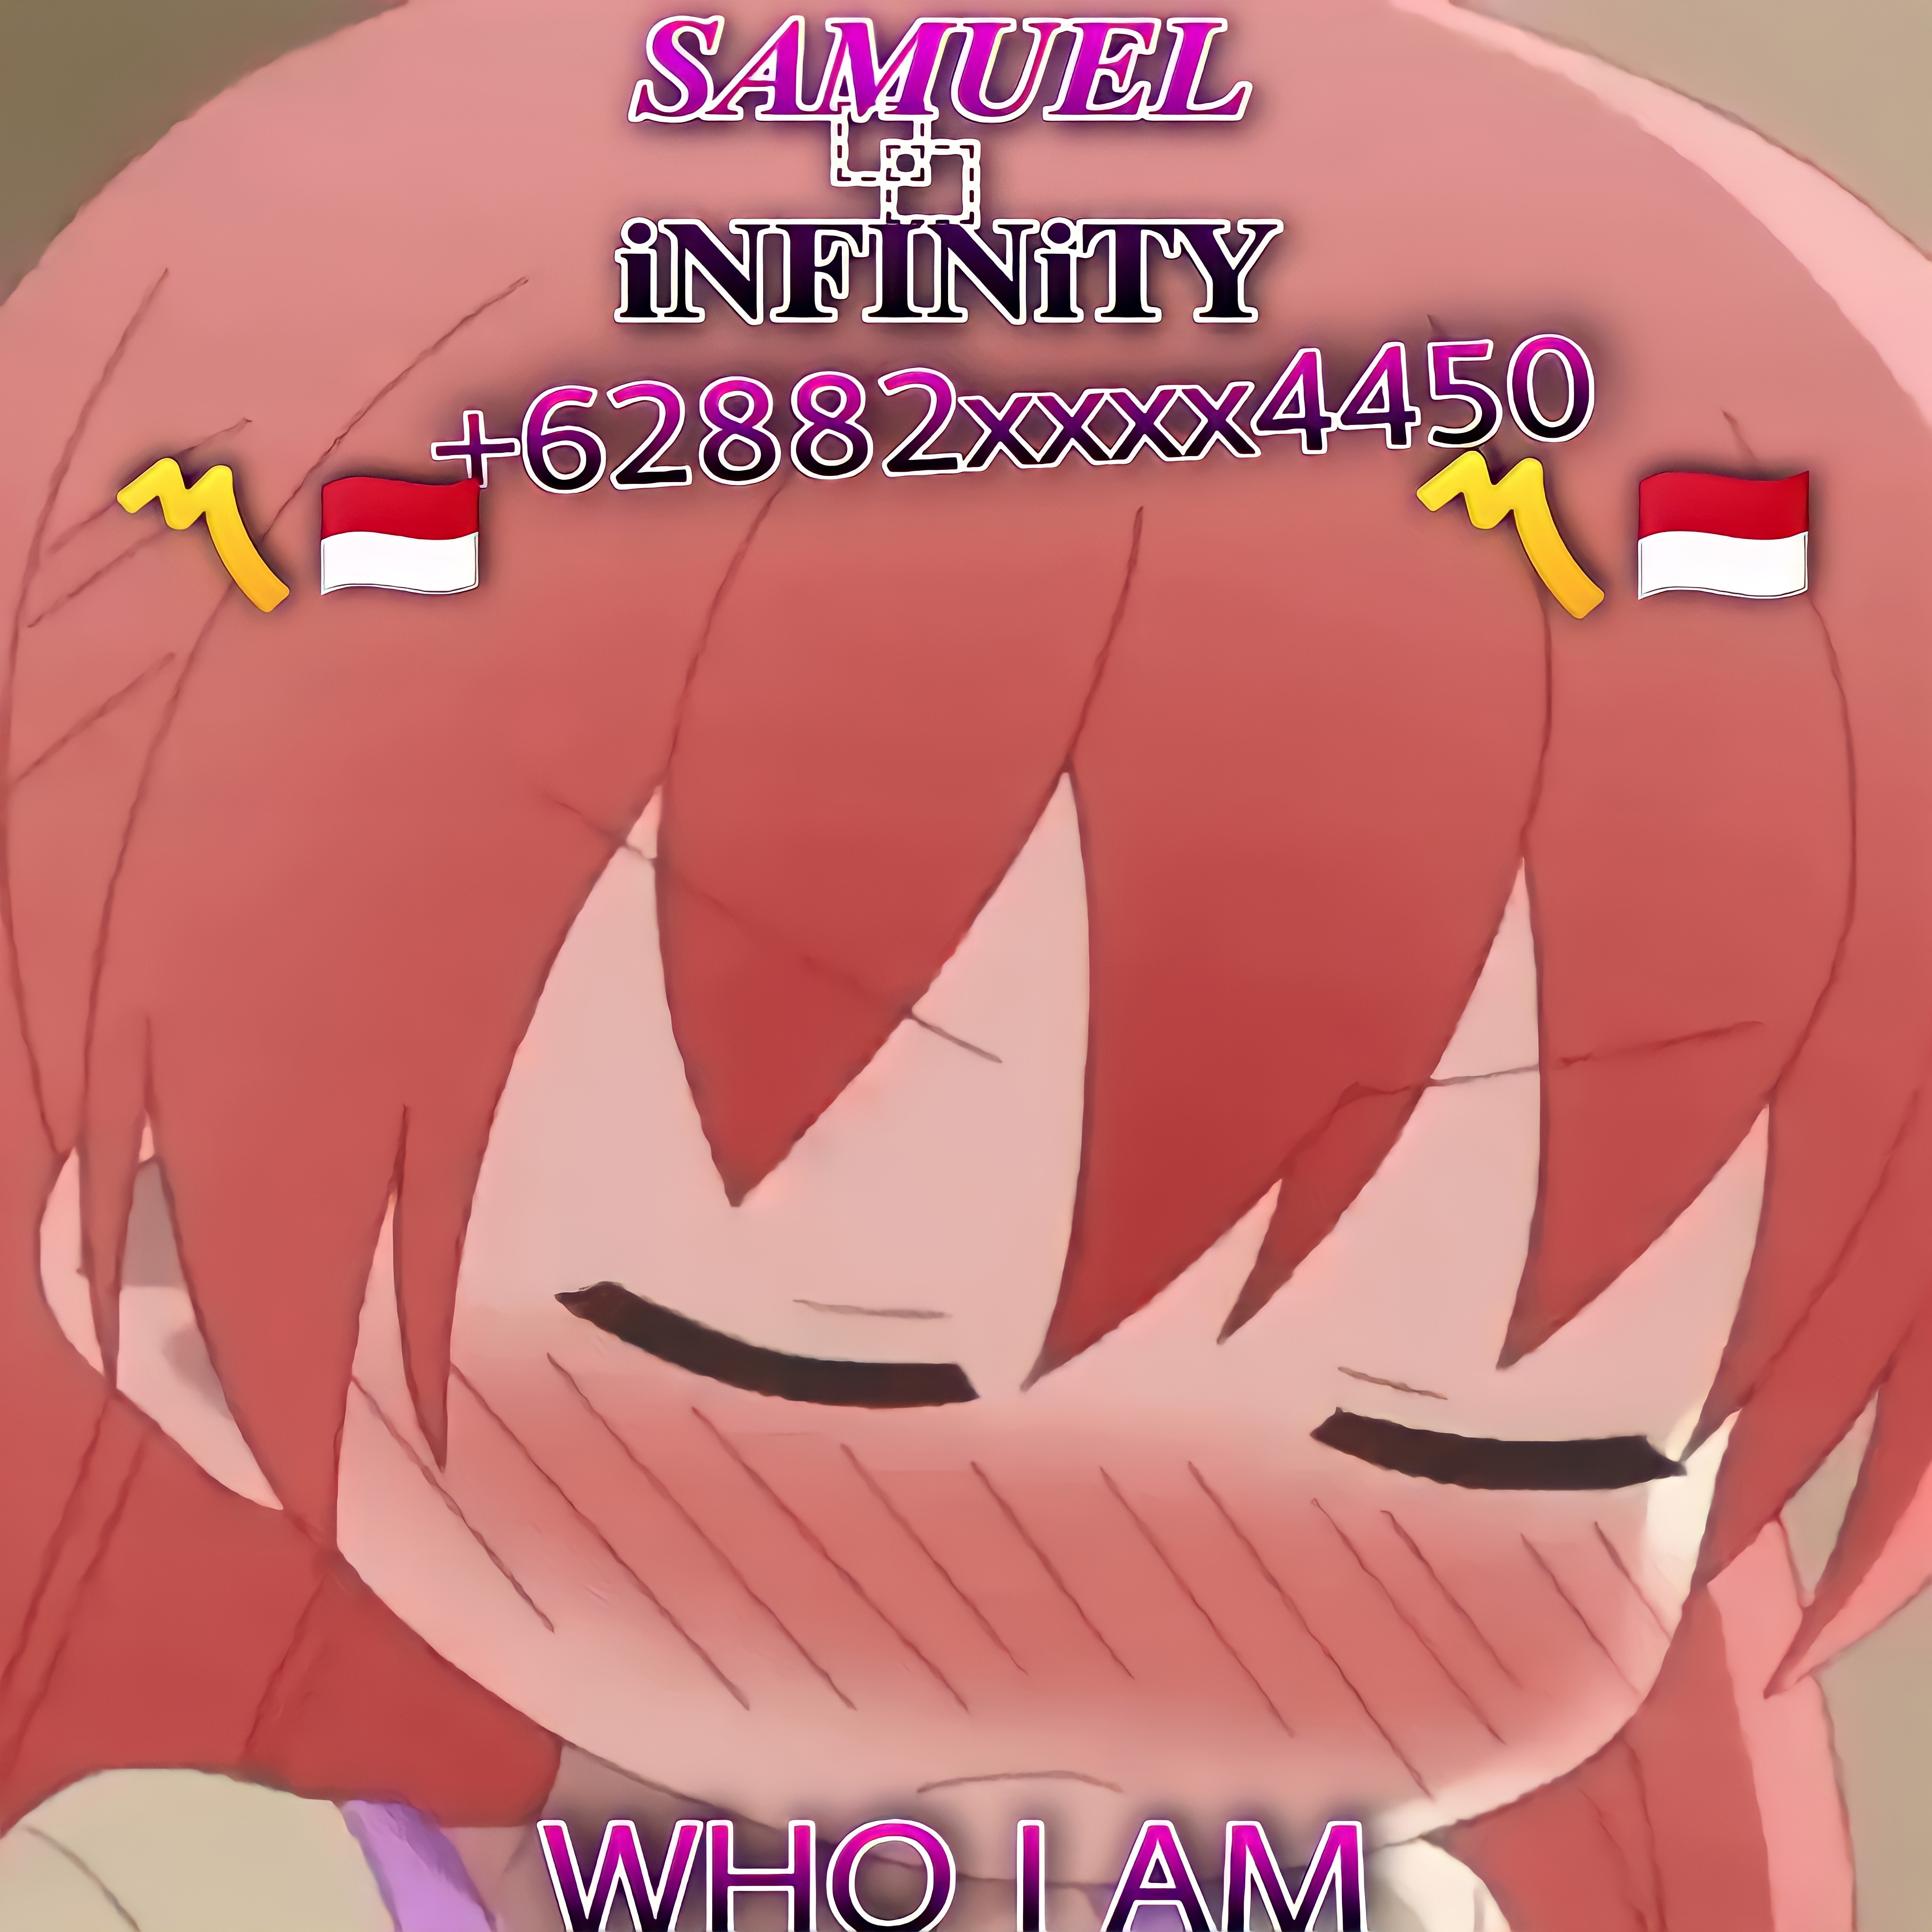 SAMUEL
iNFINiTY
+62882xxxx4450
〽️🇮🇩 〽️🇮🇩
WHO I AM